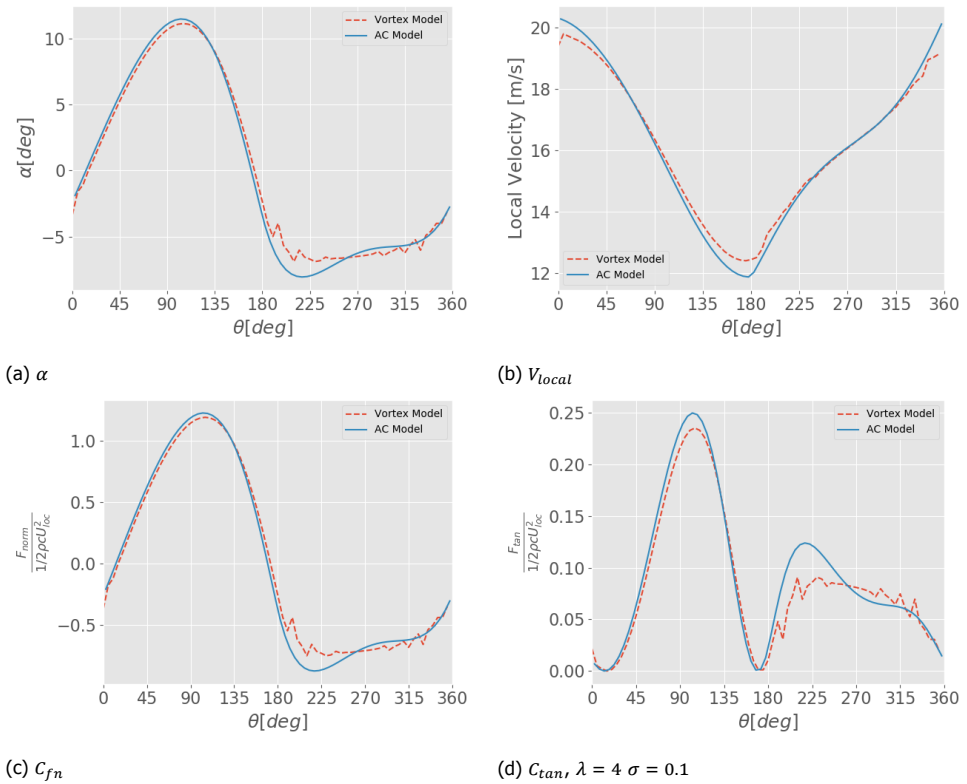 10
5
0
−5
α[deg]
0 45 90 135 180 225 270 315 360
θ[deg]
Vortex Model
AC Model
(a) α
20
18
16
14
12
Local Velocity [m/s]
0 45 90 135 180 225 270 315 360
θ[deg]
Vortex Model
AC Model
(b) V_local
1.0
0.5
0.0
−0.5
F_norm / 1/2ρcU²_loc
0 45 90 135 180 225 270 315 360
θ[deg]
Vortex Model
AC Model
(c) C_fn
0.25
0.20
0.15
0.10
0.05
0.00
F_tan / 1/2ρcU²_loc
0 45 90 135 180 225 270 315 360
θ[deg]
Vortex Model
AC Model
(d) C_tan, λ = 4 σ = 0.1